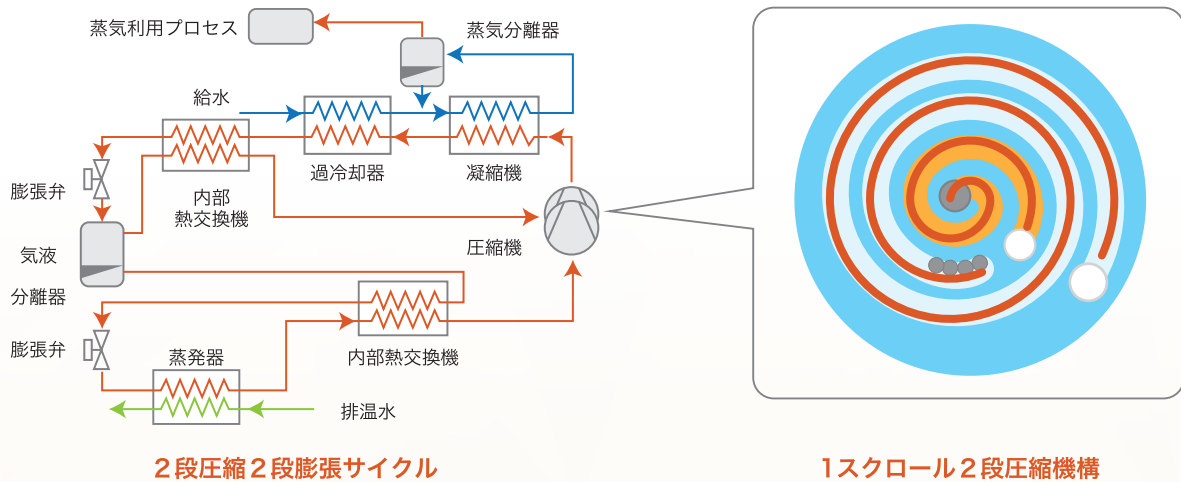 蒸気利用プロセス
蒸気分離器
給水
過冷却器
凝縮機
膨張弁
内部
熱交換機
圧縮機
気液
分離器
膨張弁
蒸発器
内部熱交換機
排温水
2段圧縮2段膨張サイクル
1スクロール2段圧縮機構